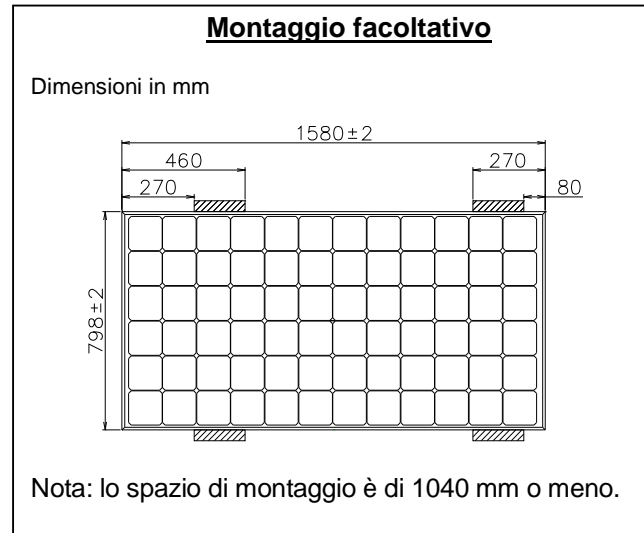 Montaggio facoltativo
Dimensioni in mm
1580±2
460
270
270
80
798±2
Nota: lo spazio di montaggio è di 1040 mm o meno.